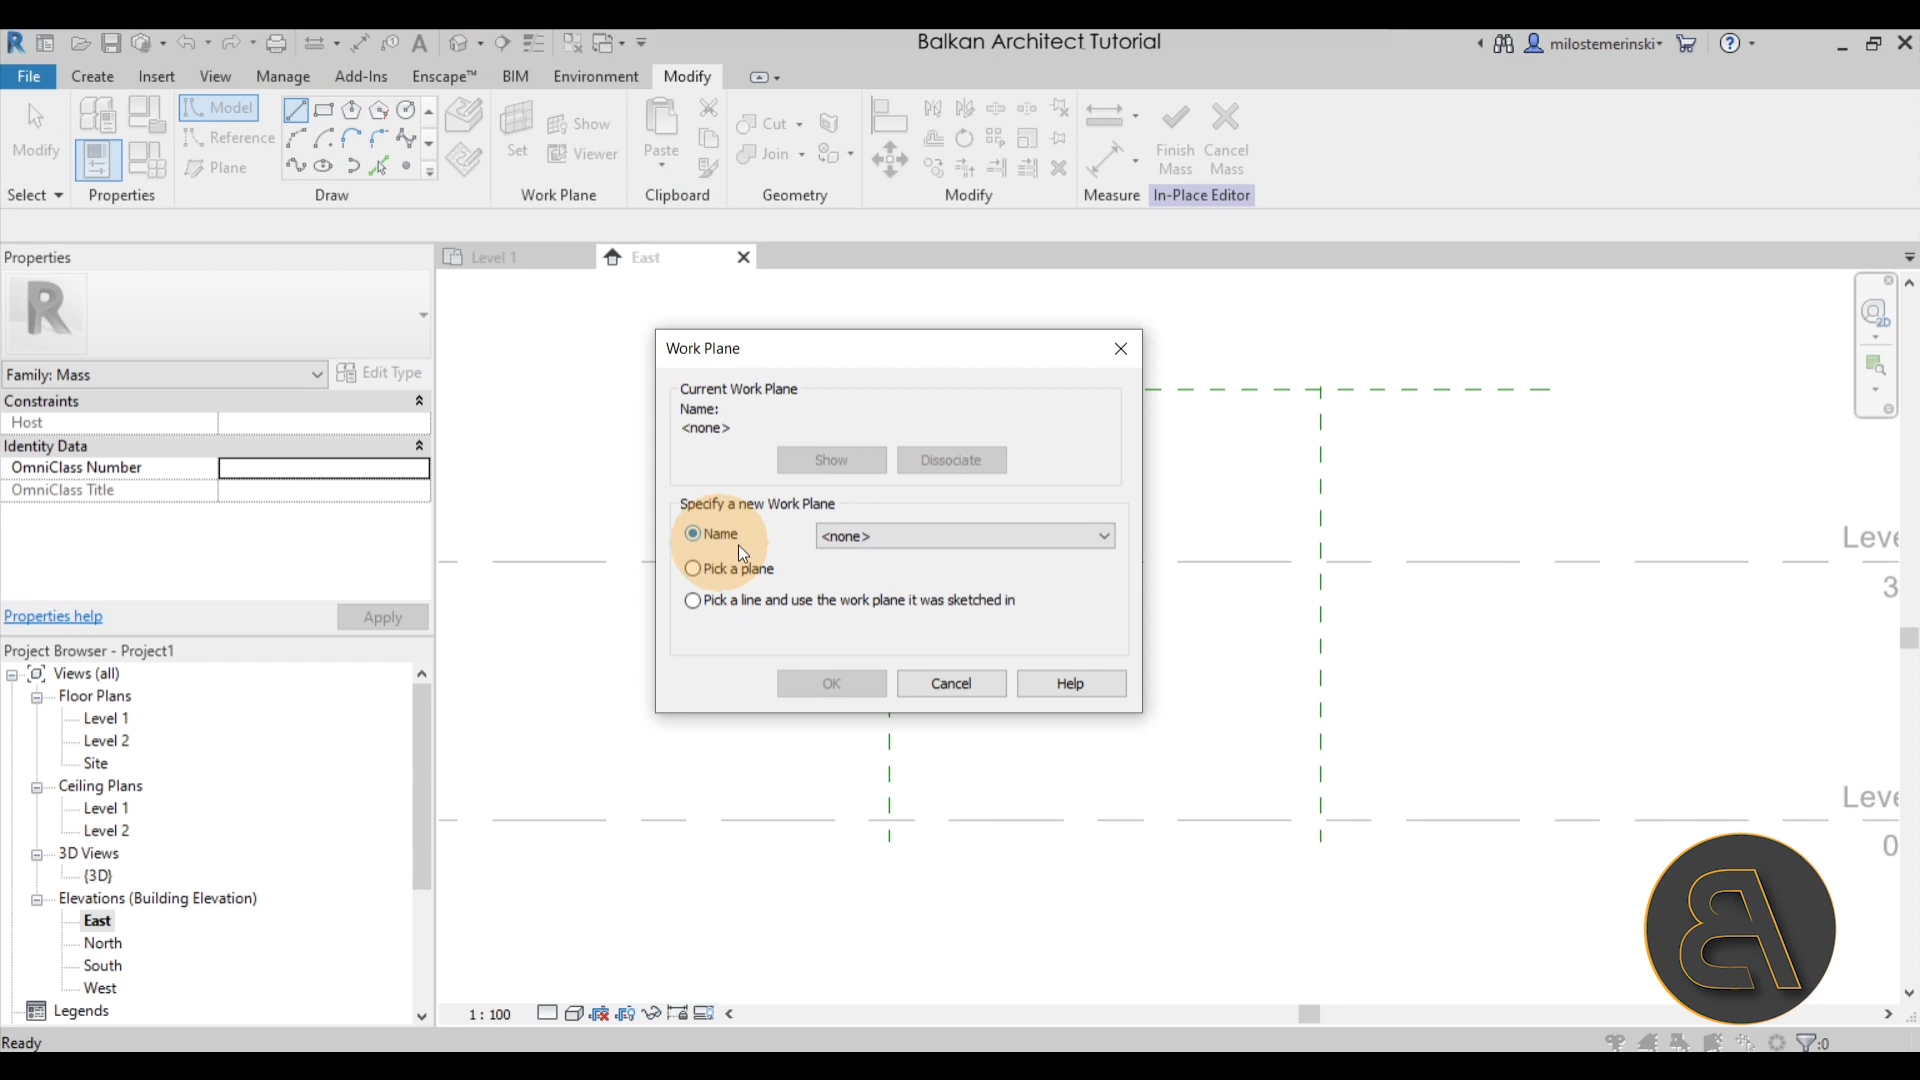 Balkan Architect Tutorial
milostemerinski
File Create Insert View Manage Add-Ins Enscape™ BIM Environment Modify
Modify
Model
Reference
Plane
Set
Show
Viewer
Paste
Cut
Join
Finish Mass
Cancel Mass
Select Properties Draw Work Plane Clipboard Geometry Modify Measure In-Place Editor
Properties
Level 1
East
R
Family: Mass
Edit Type
Constraints
Host
Identity Data
OmniClass Number
OmniClass Title
Properties help
Apply
Work Plane
Current Work Plane
Name:
<none>
Show
Dissociate
Specify a new Work Plane
Name
<none>
Pick a plane
Pick a line and use the work plane it was sketched in
OK
Cancel
Help
Leve
3
Leve
0
2D
Project Browser - Project1
Views (all)
Floor Plans
Level 1
Level 2
Site
Ceiling Plans
Level 1
Level 2
3D Views
{3D}
Elevations (Building Elevation)
East
North
South
West
Legends
1 : 100
Ready
:0
B